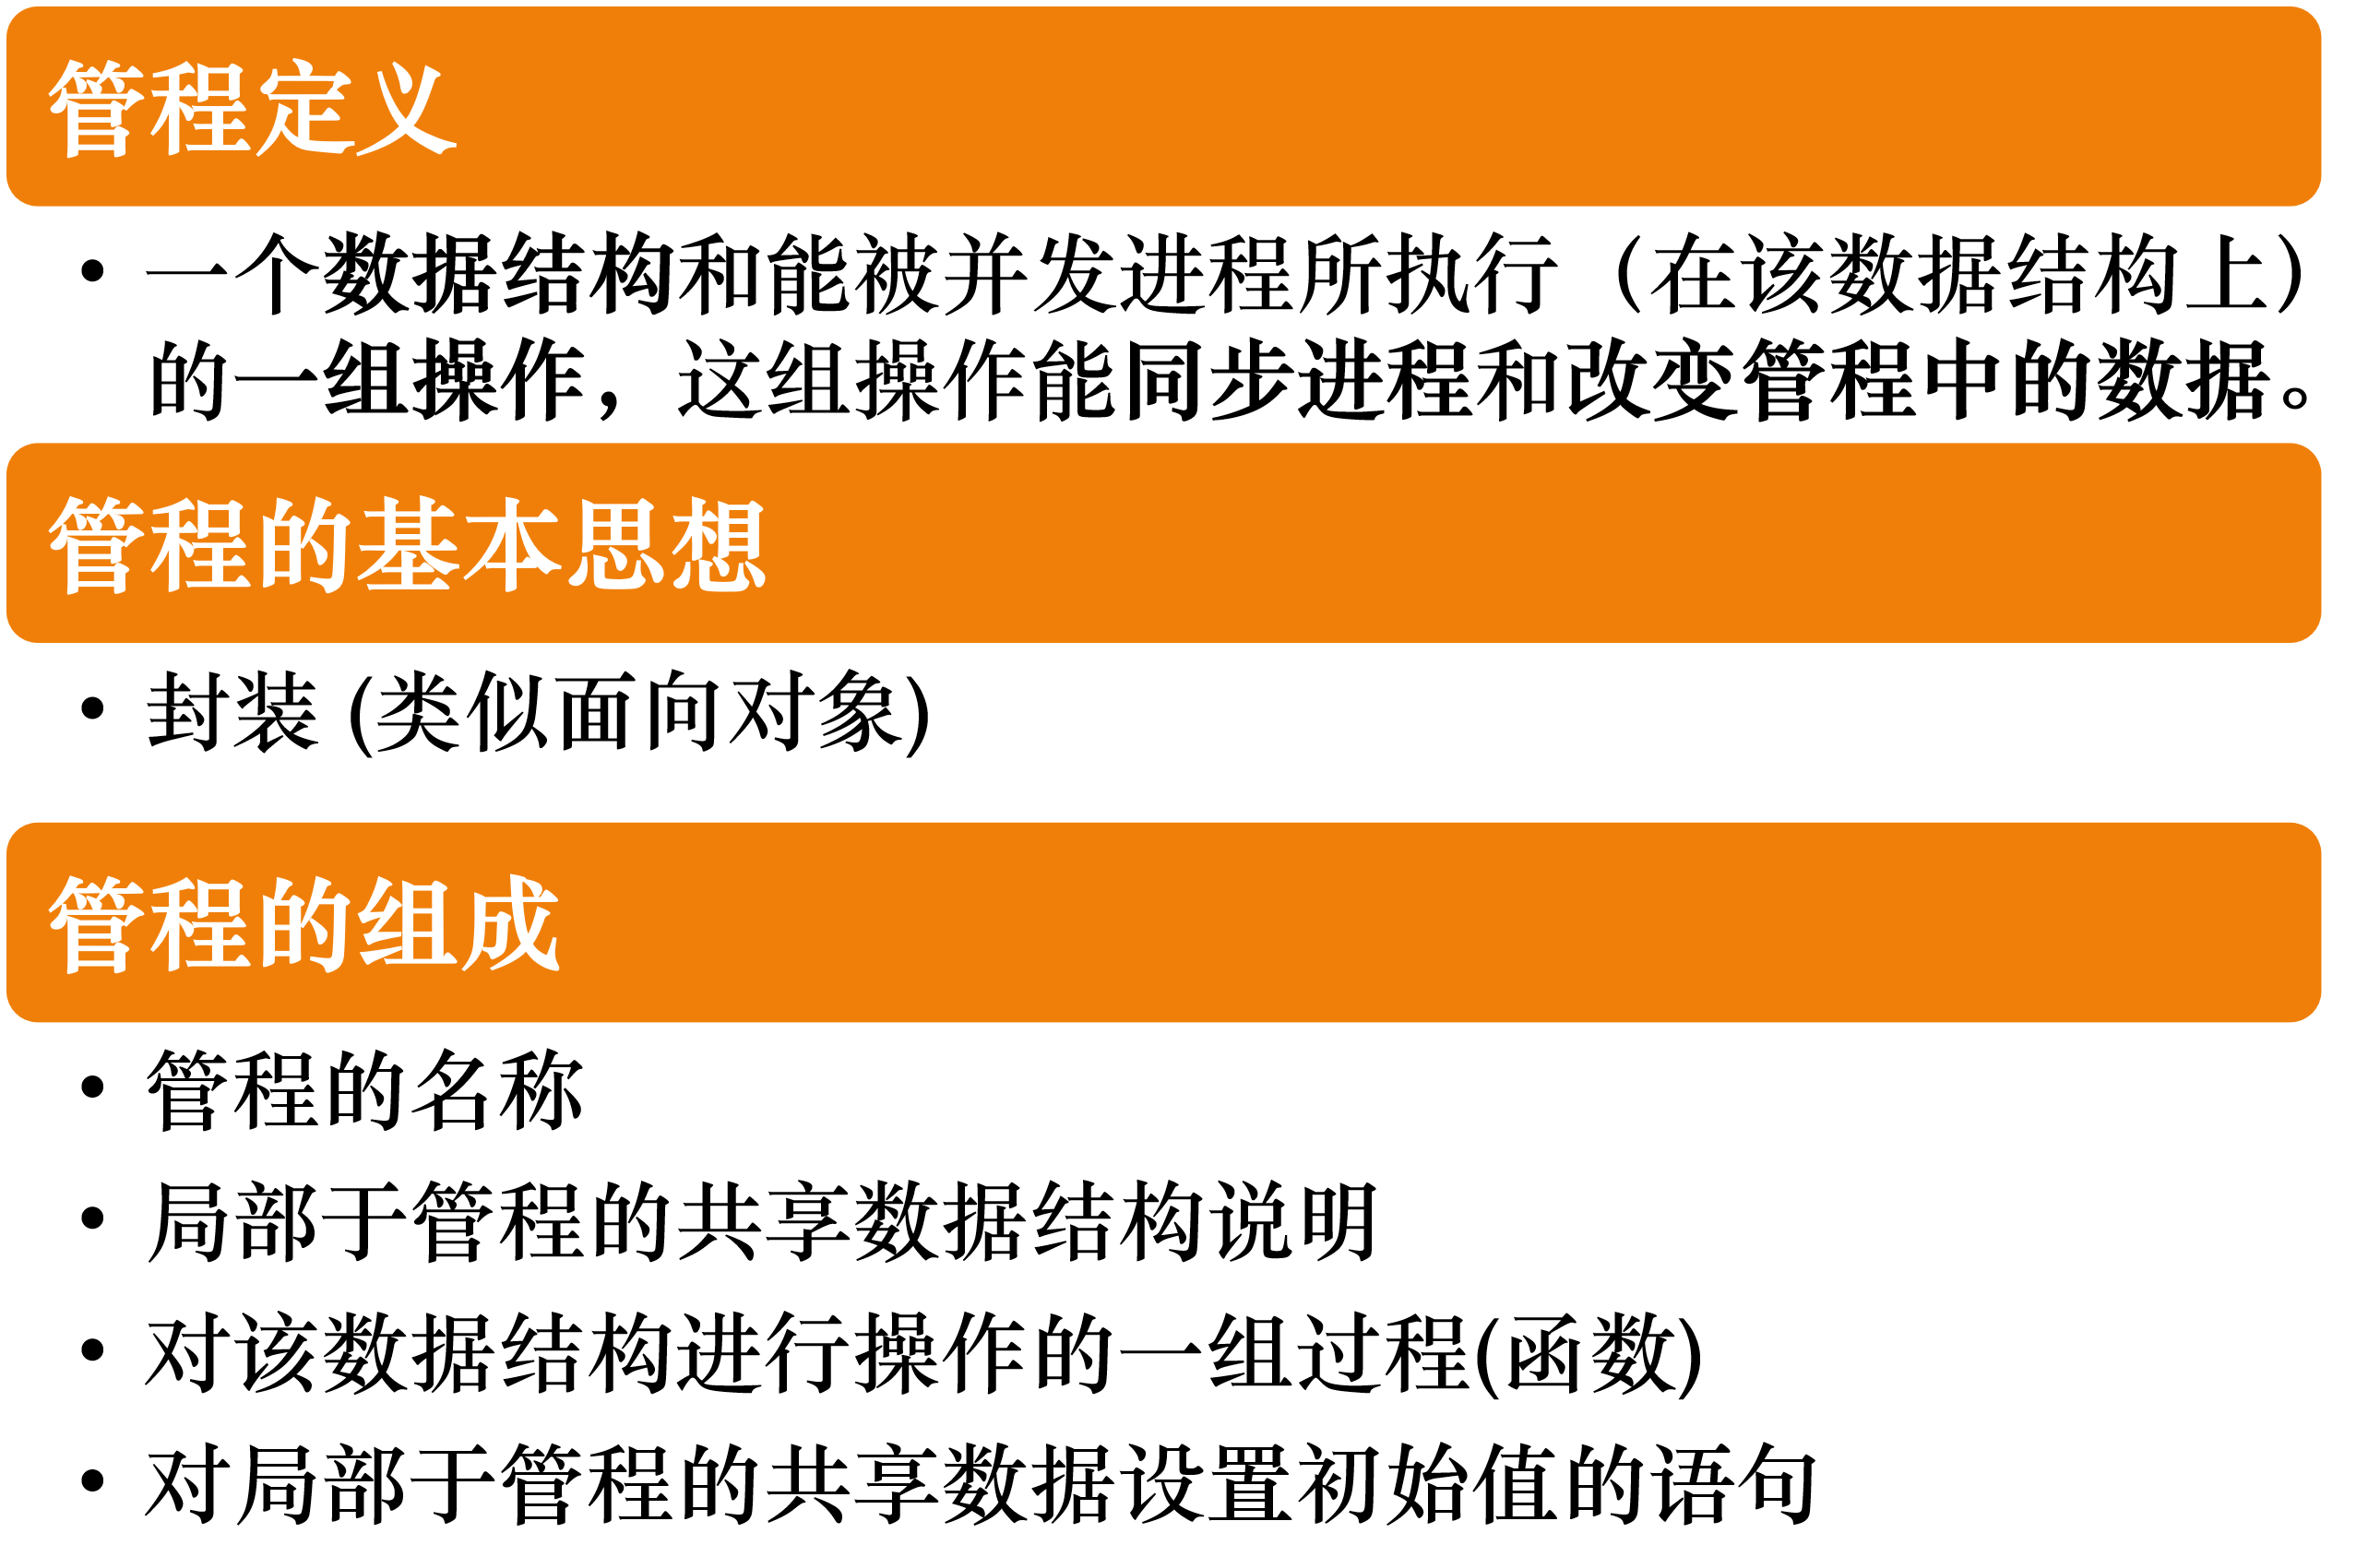 管程定义
• 一个数据结构和能被并发进程所执行（在该数据结构上）
的一组操作，这组操作能同步进程和改变管程中的数据。
管程的基本思想
• 封装 (类似面向对象)
管程的组成
• 管程的名称
• 局部于管程的共享数据结构说明
• 对该数据结构进行操作的一组过程(函数)
• 对局部于管程的共享数据设置初始值的语句